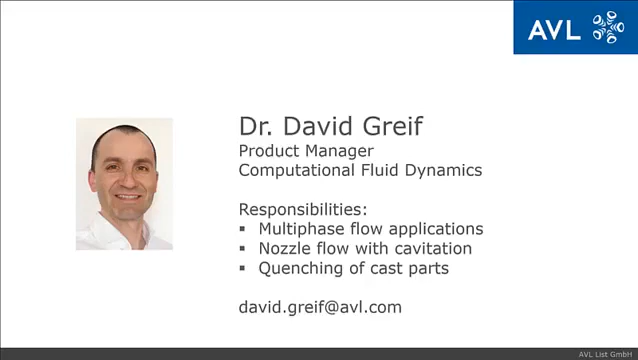 AVL
Dr. David Greif
Product Manager
Computational Fluid Dynamics
Responsibilities:
▪ Multiphase flow applications
▪ Nozzle flow with cavitation
▪ Quenching of cast parts
david.greif@avl.com
AVL List GmbH